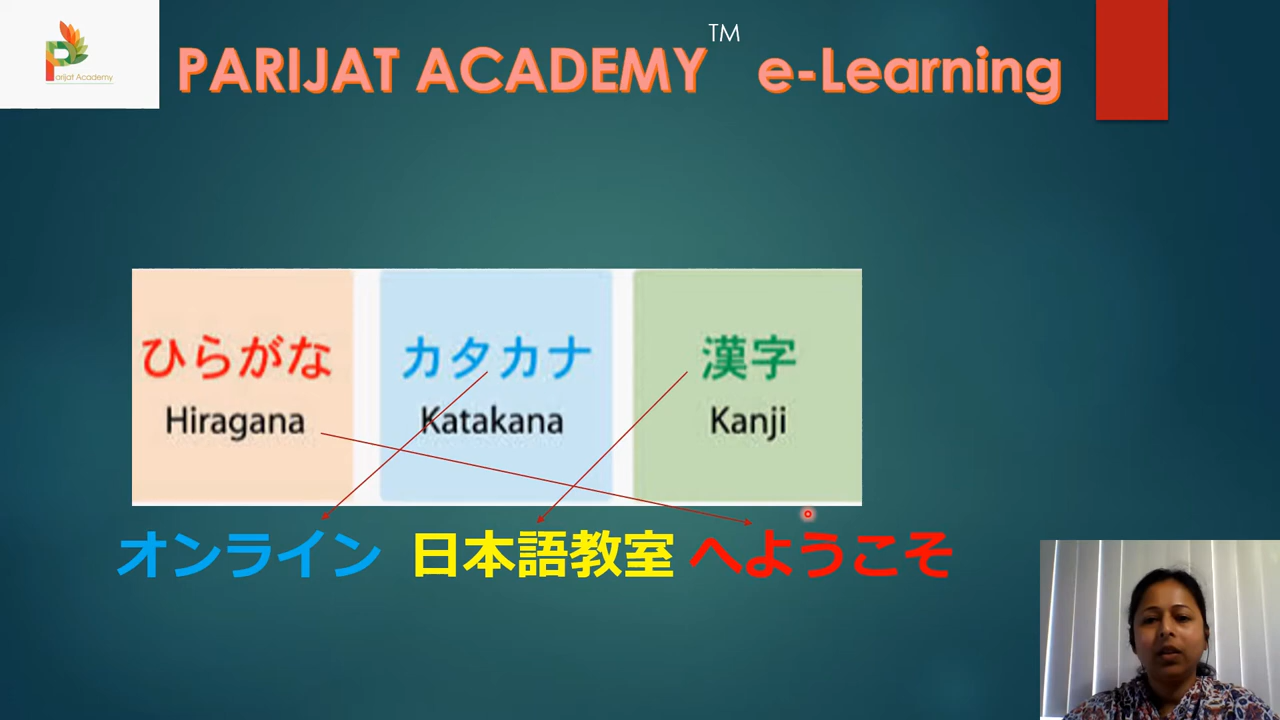 Parijat Academy
PARIJAT ACADEMY™ e-Learning
ひらがな カタカナ 漢字
Hiragana Katakana Kanji
オンライン 日本語教室 へようこそ